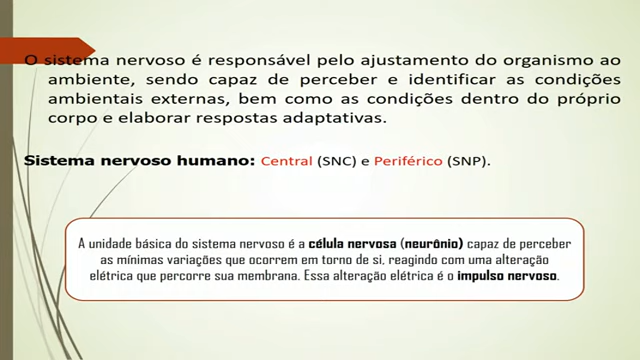 O sistema nervoso é responsável pelo ajustamento do organismo ao
ambiente, sendo capaz de perceber e identificar as condições
ambientais externas, bem como as condições dentro do próprio
corpo e elaborar respostas adaptativas.
Sistema nervoso humano: Central (SNC) e Periférico (SNP).
A unidade básica do sistema nervoso é a célula nervosa (neurônio) capaz de perceber
as mínimas variações que ocorrem em torno de si, reagindo com uma alteração
elétrica que percorre sua membrana. Essa alteração elétrica é o impulso nervoso.